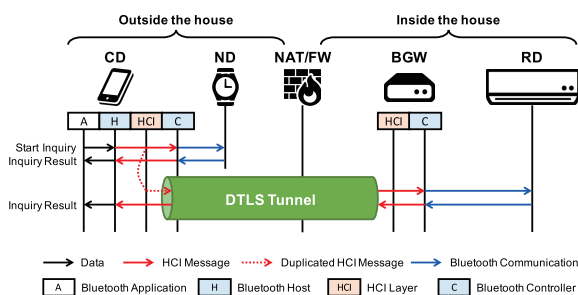 Outside the house Inside the house
CD ND NAT/FW BGW RD
A H HCI C HCI C
Start Inquiry
Inquiry Result
DTLS Tunnel
Inquiry Result
Data HCI Message Duplicated HCI Message Bluetooth Communication
A Bluetooth Application H Bluetooth Host HCI HCI Layer C Bluetooth Controller